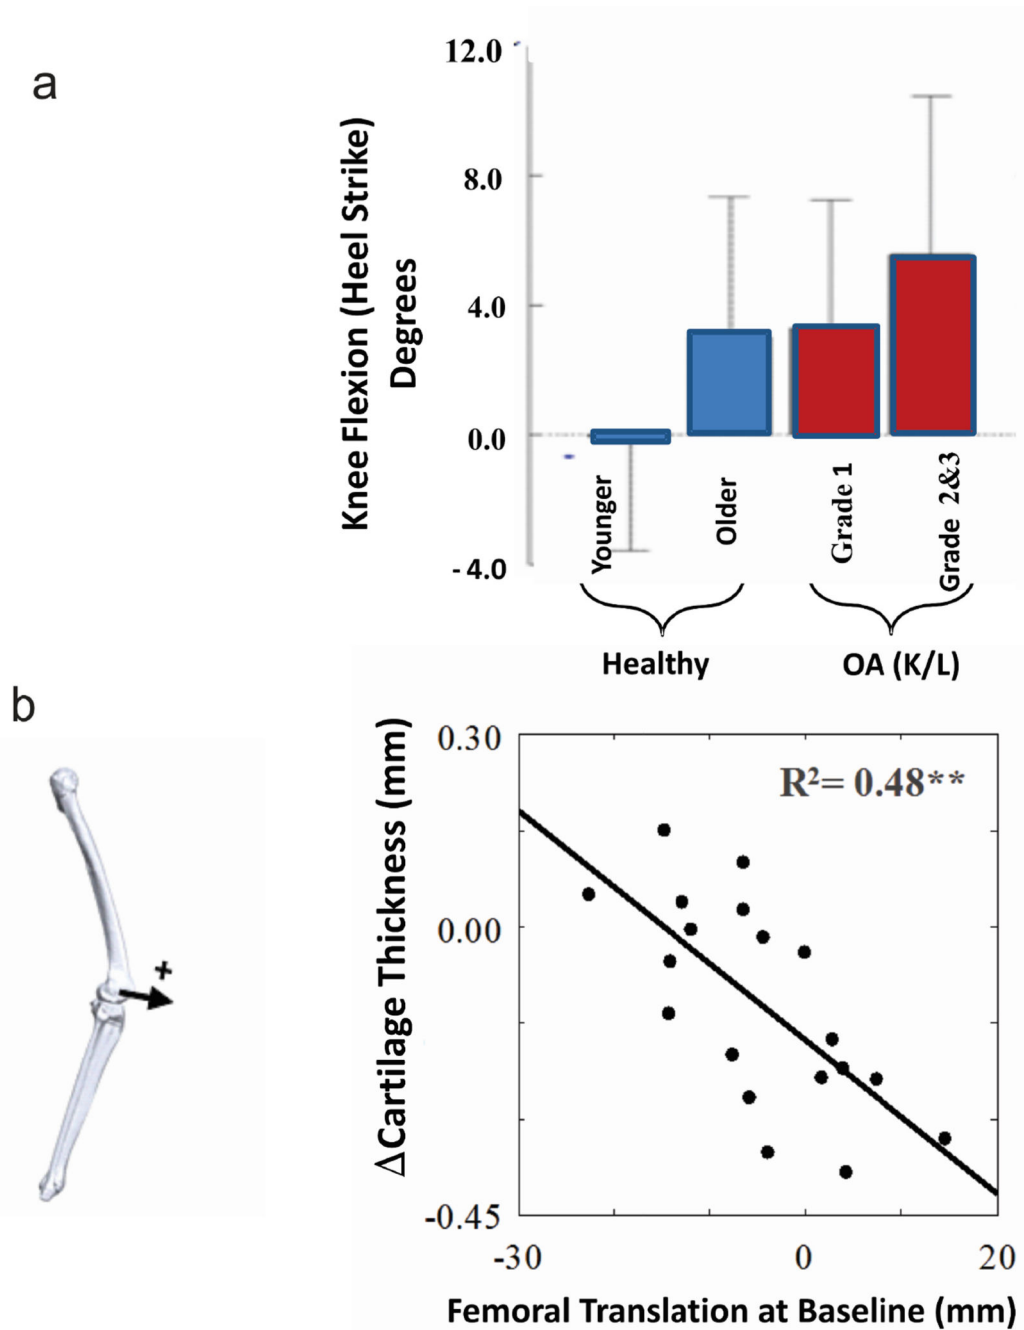 a
Knee Flexion (Heel Strike)
Degrees
12.0
8.0
4.0
0.0
- 4.0
Younger
Older
Grade 1
Grade 2&3
Healthy
OA (K/L)
b
+
ΔCartilage Thickness (mm)
0.30
0.00
-0.45
R²= 0.48**
-30
0
20
Femoral Translation at Baseline (mm)